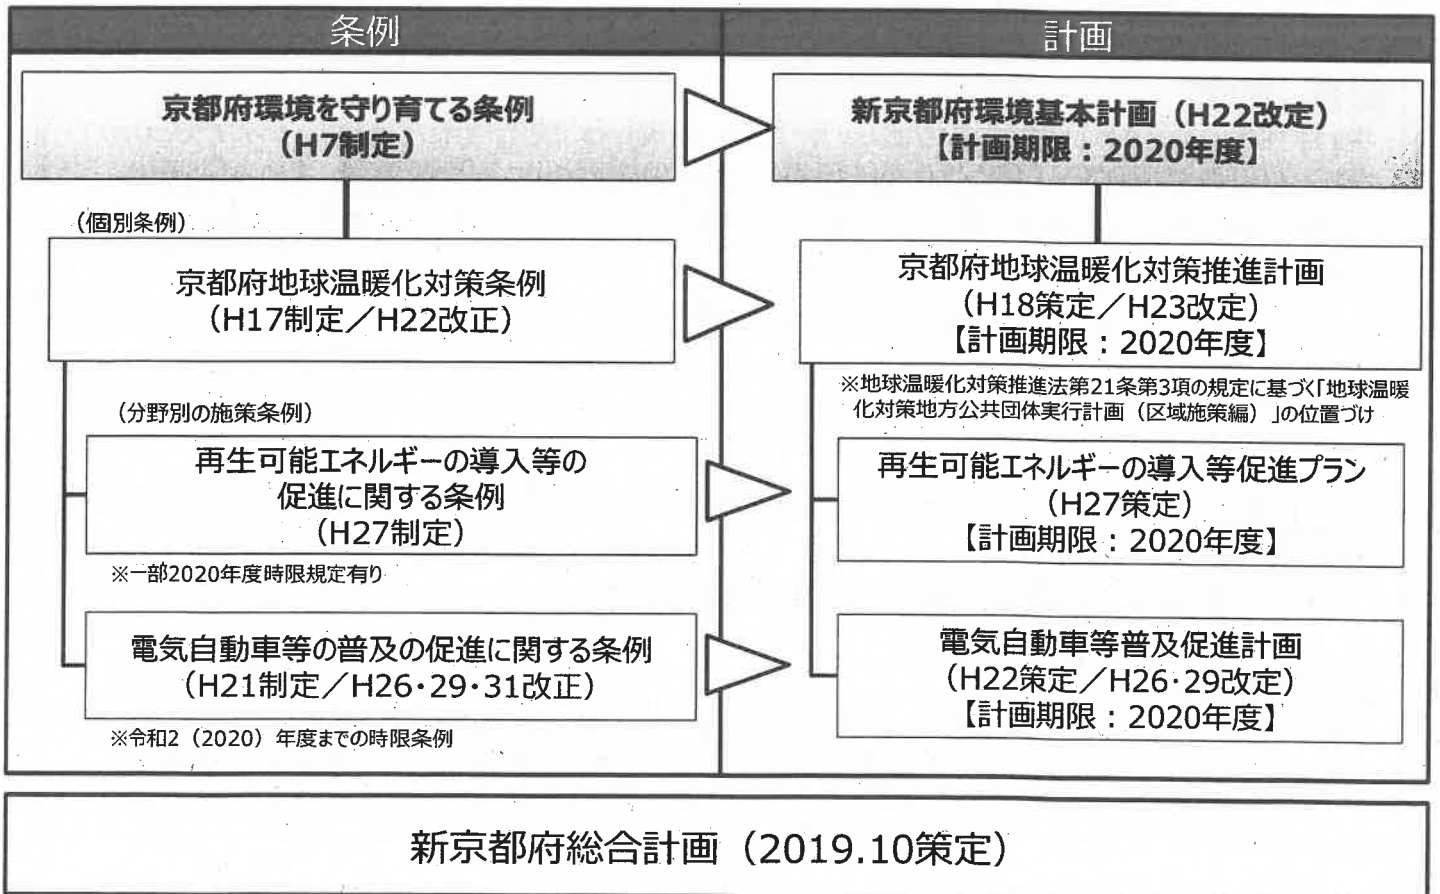 条例
計画
京都府環境を守り育てる条例
(H7制定)
新京都府環境基本計画（H22改定）
【計画期限：2020年度】
（個別条例）
京都府地球温暖化対策条例
（H17制定／H22改正）
京都府地球温暖化対策推進計画
（H18策定／H23改定）
【計画期限：2020年度】
※地球温暖化対策推進法第21条第3項の規定に基づく「地球温暖
化対策地方公共団体実行計画（区域施策編）」の位置づけ
（分野別の施策条例）
再生可能エネルギーの導入等の
促進に関する条例
（H27制定）
※一部2020年度時限規定有り
再生可能エネルギーの導入等促進プラン
（H27策定）
【計画期限：2020年度】
電気自動車等の普及の促進に関する条例
（H21制定／H26・29・31改正）
※令和2（2020）年度までの時限条例
電気自動車等普及促進計画
（H22策定／H26・29改定）
【計画期限：2020年度】
新京都府総合計画（2019.10策定）